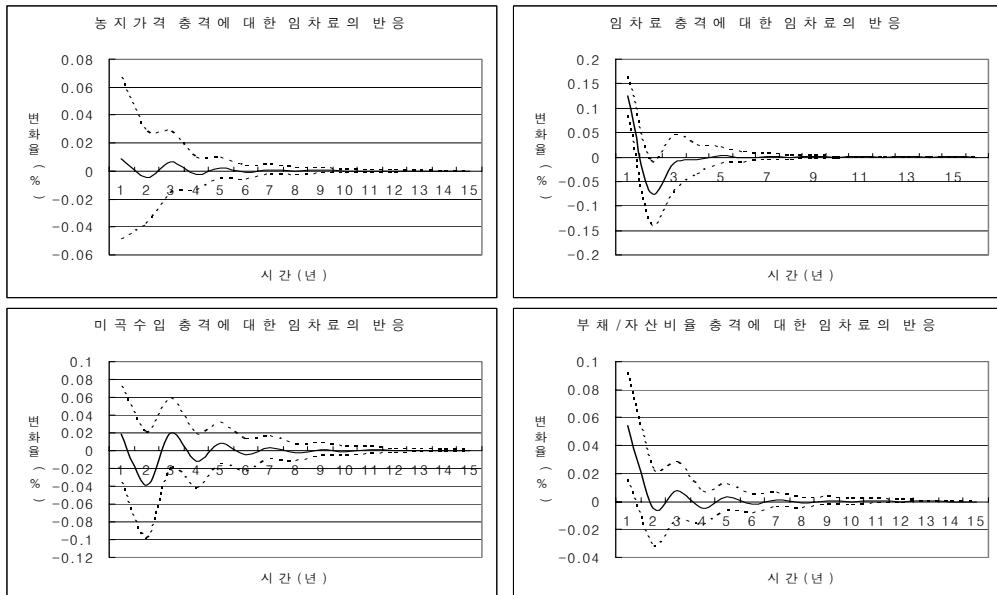 농지가격 충격에 대한 임차료의 반응
0.08
0.06
0.04
0.02
0
-0.02
-0.04
-0.06
변화율(%)
1 2 3 4 5 6 7 8 9 10 11 12 13 14 15
시간(년)
임차료 충격에 대한 임차료의 반응
0.2
0.15
0.1
0.05
0
-0.05
-0.1
-0.15
-0.2
변화율(%)
1 3 5 7 9 11 13 15
시간(년)
미곡수입 충격에 대한 임차료의 반응
0.1
0.08
0.06
0.04
0.02
0
-0.02
-0.04
-0.06
-0.08
-0.1
-0.12
변화율(%)
1 2 3 4 5 6 7 8 9 10 11 12 13 14 15
시간(년)
부채/자산비율 충격에 대한 임차료의 반응
0.1
0.08
0.06
0.04
0.02
0
-0.02
-0.04
변화율(%)
1 2 3 4 5 6 7 8 9 10 11 12 13 14 15
시간(년)